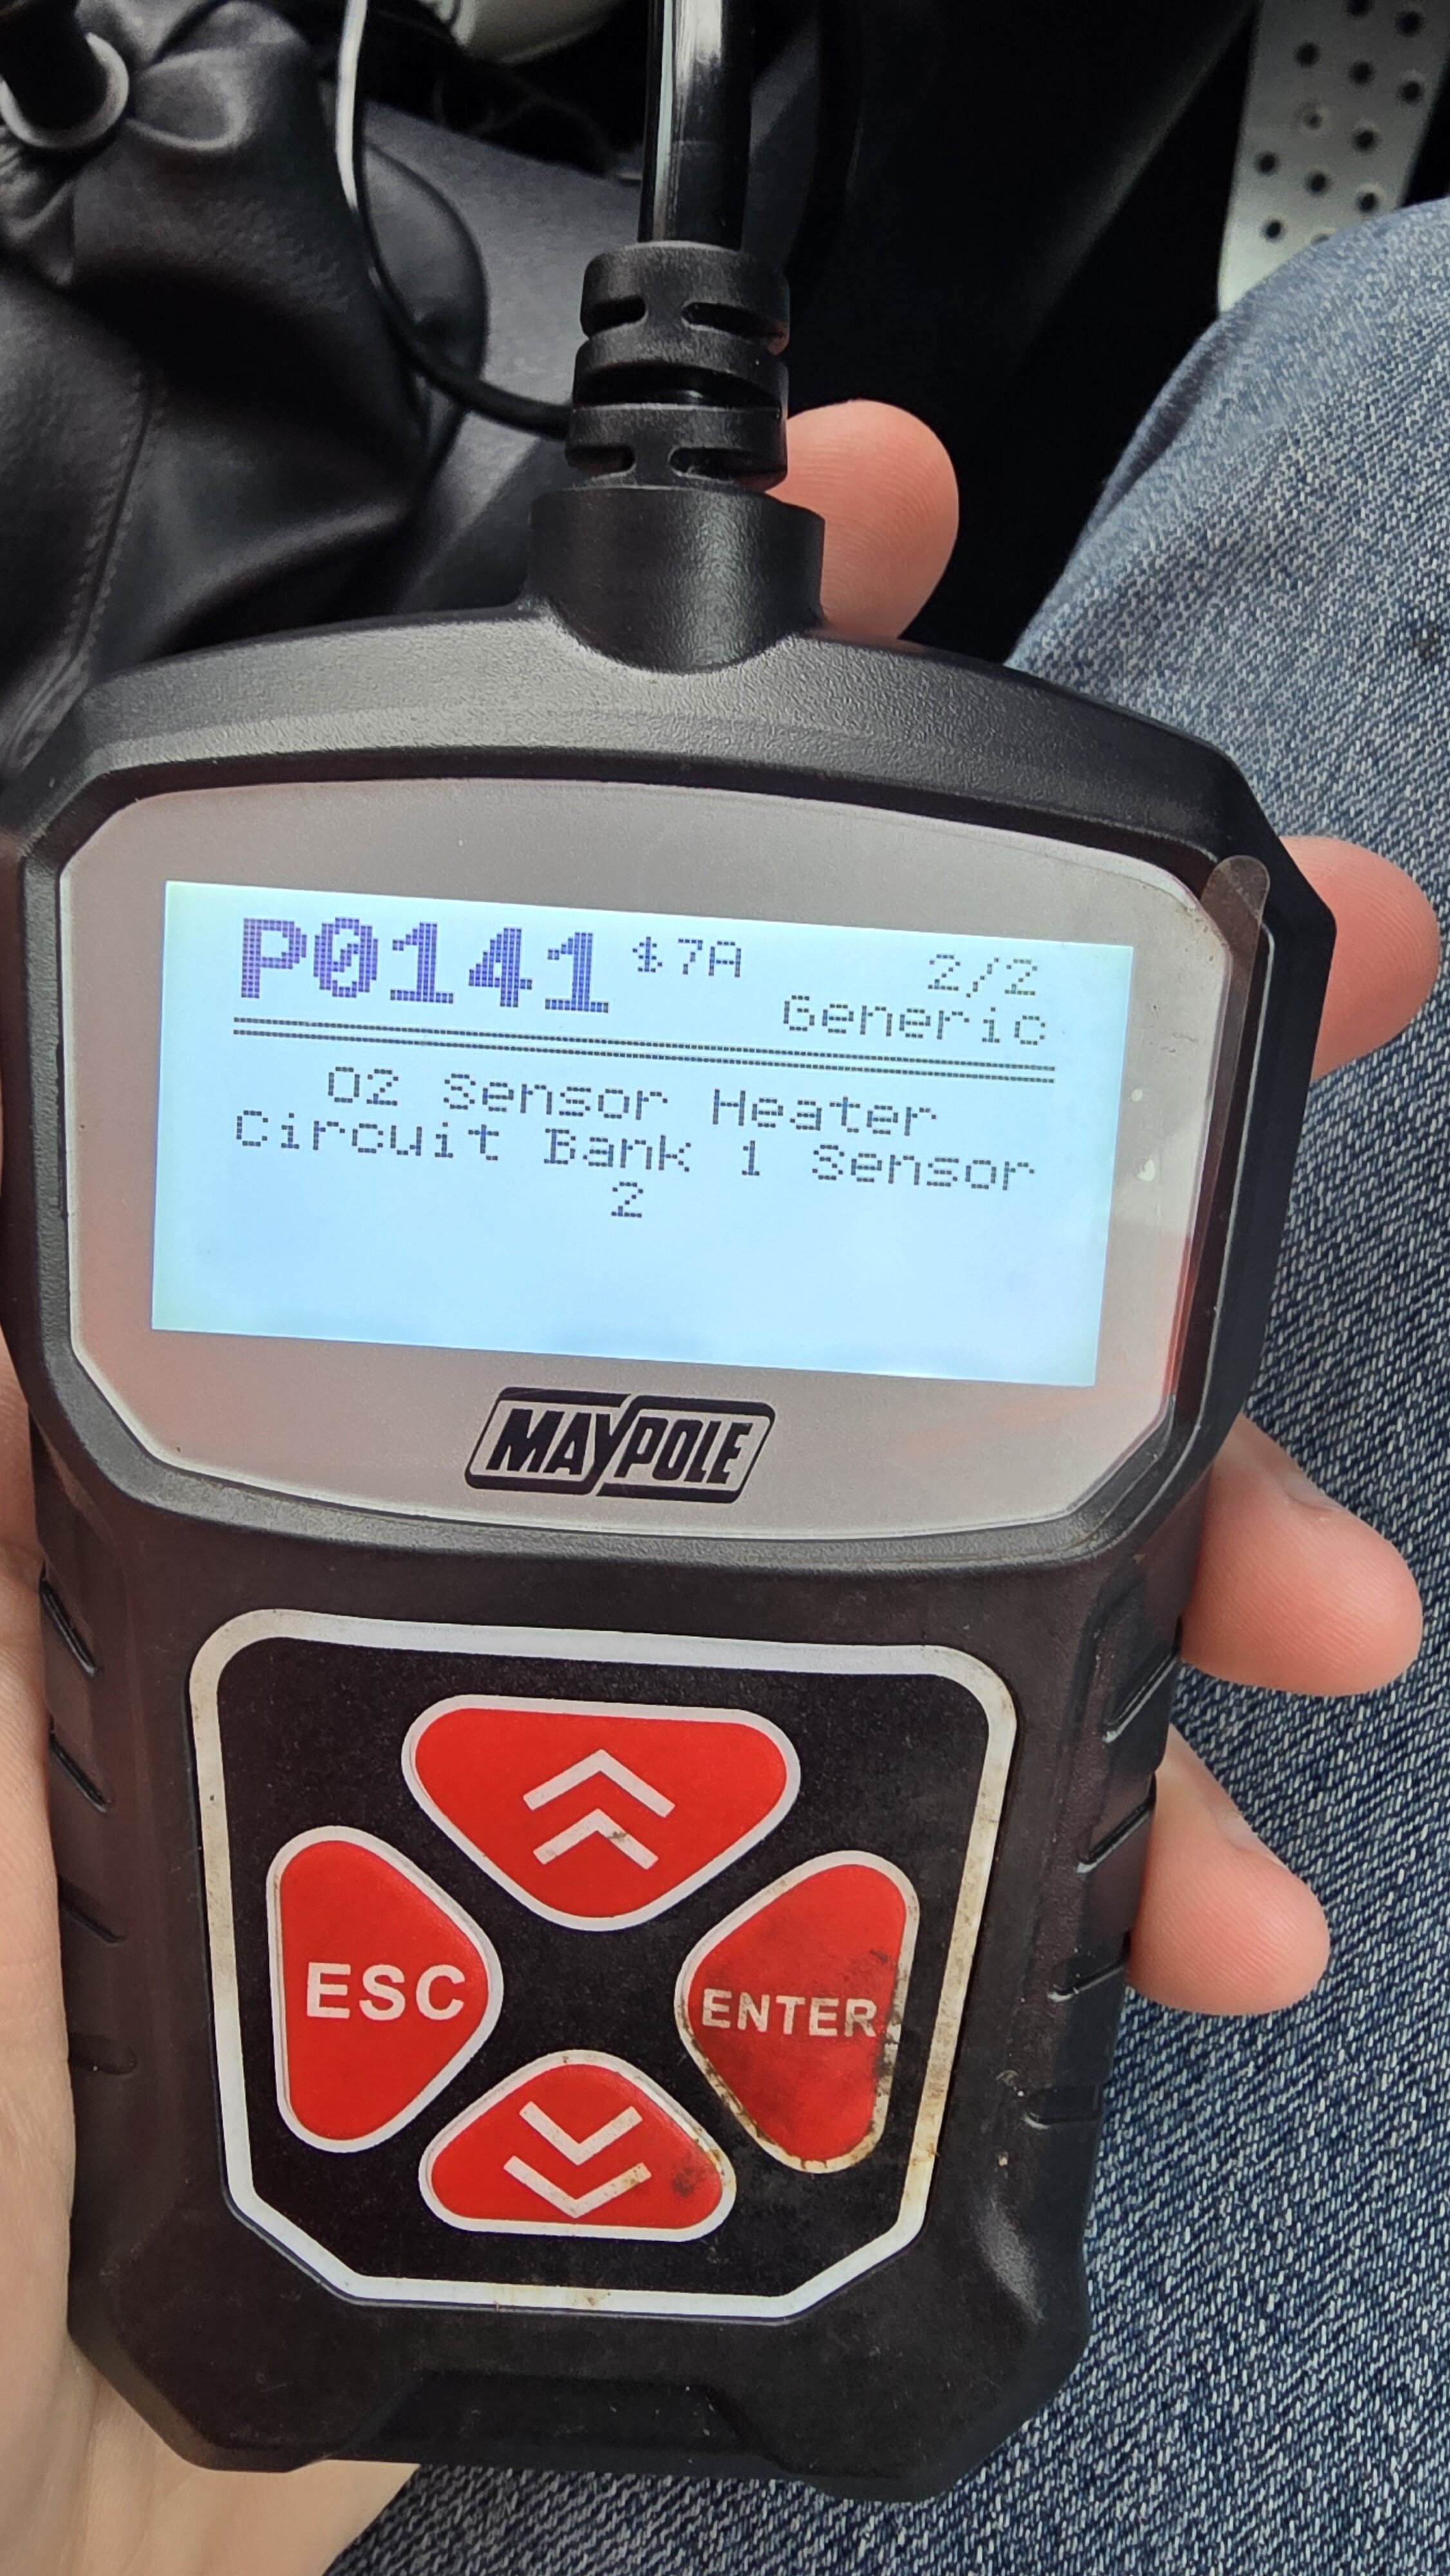 P0141 $7A 2/2
Generic
O2 Sensor Heater
Circuit Bank 1 Sensor
2
MAYPOLE
ESC
ENTER